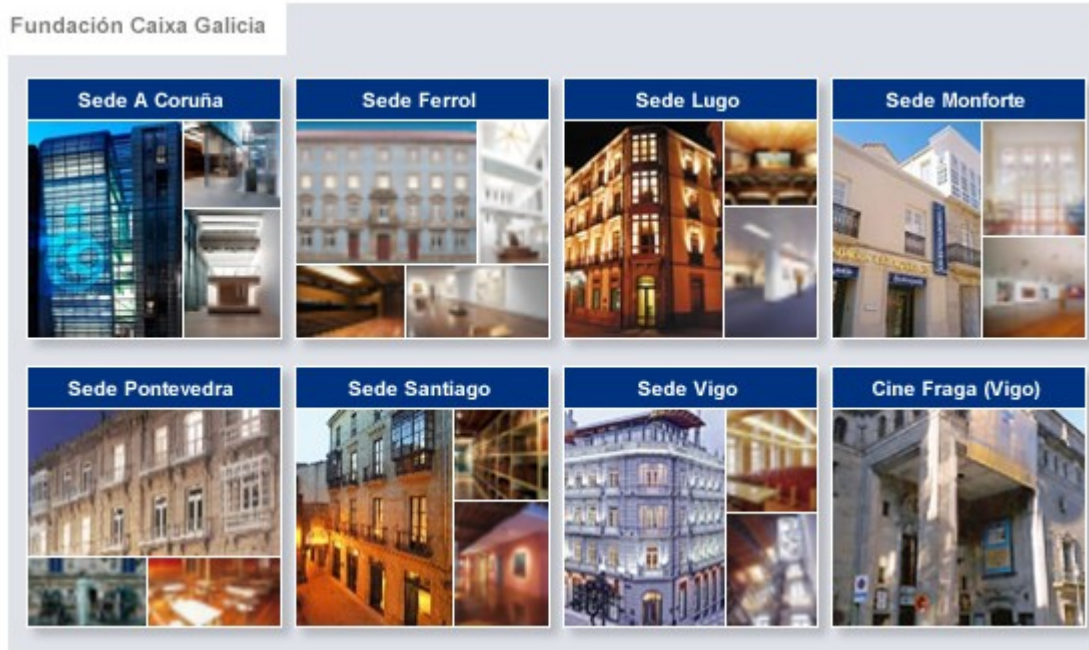 Fundación Caixa Galicia
Sede A Coruña
Sede Ferrol
Sede Lugo
Sede Monforte
Sede Pontevedra
Sede Santiago
Sede Vigo
Cine Fraga (Vigo)